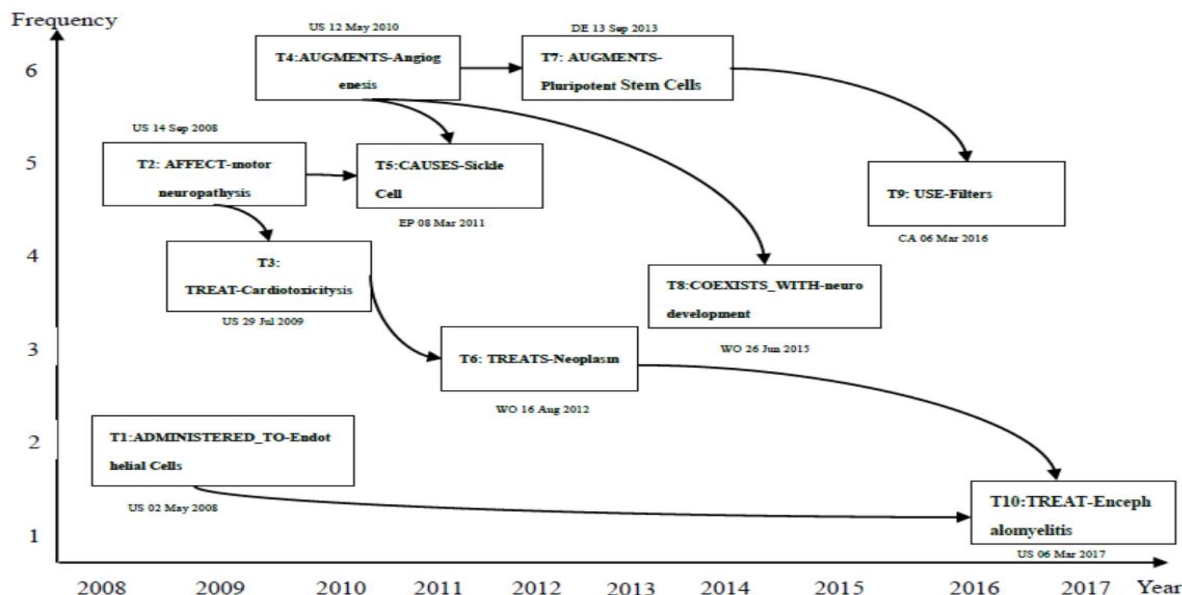 Frequency
US 12 May 2010
DE 13 Sep 2013
6
T4:AUGMENTS-Angiog
enesis
T7: AUGMENTS-
Pluripotent Stem Cells
US 14 Sep 2008
5
T2: AFFECT-motor
neuropathysis
T5:CAUSES-Sickle
Cell
T9: USE-Filters
EP 08 Mar 2011
CA 06 Mar 2016
4
T3:
TREAT-Cardiotoxicitysis
T8:COEXISTS_WITH-neuro
development
US 29 Jul 2009
WO 26 Jun 2015
3
T6: TREATS-Neoplasm
WO 16 Aug 2012
2
T1:ADMINISTERED_TO-Endot
helial Cells
US 02 May 2008
T10:TREAT-Enceph
alomyelitis
1
US 06 Mar 2017
2008 2009 2010 2011 2012 2013 2014 2015 2016 2017 Year